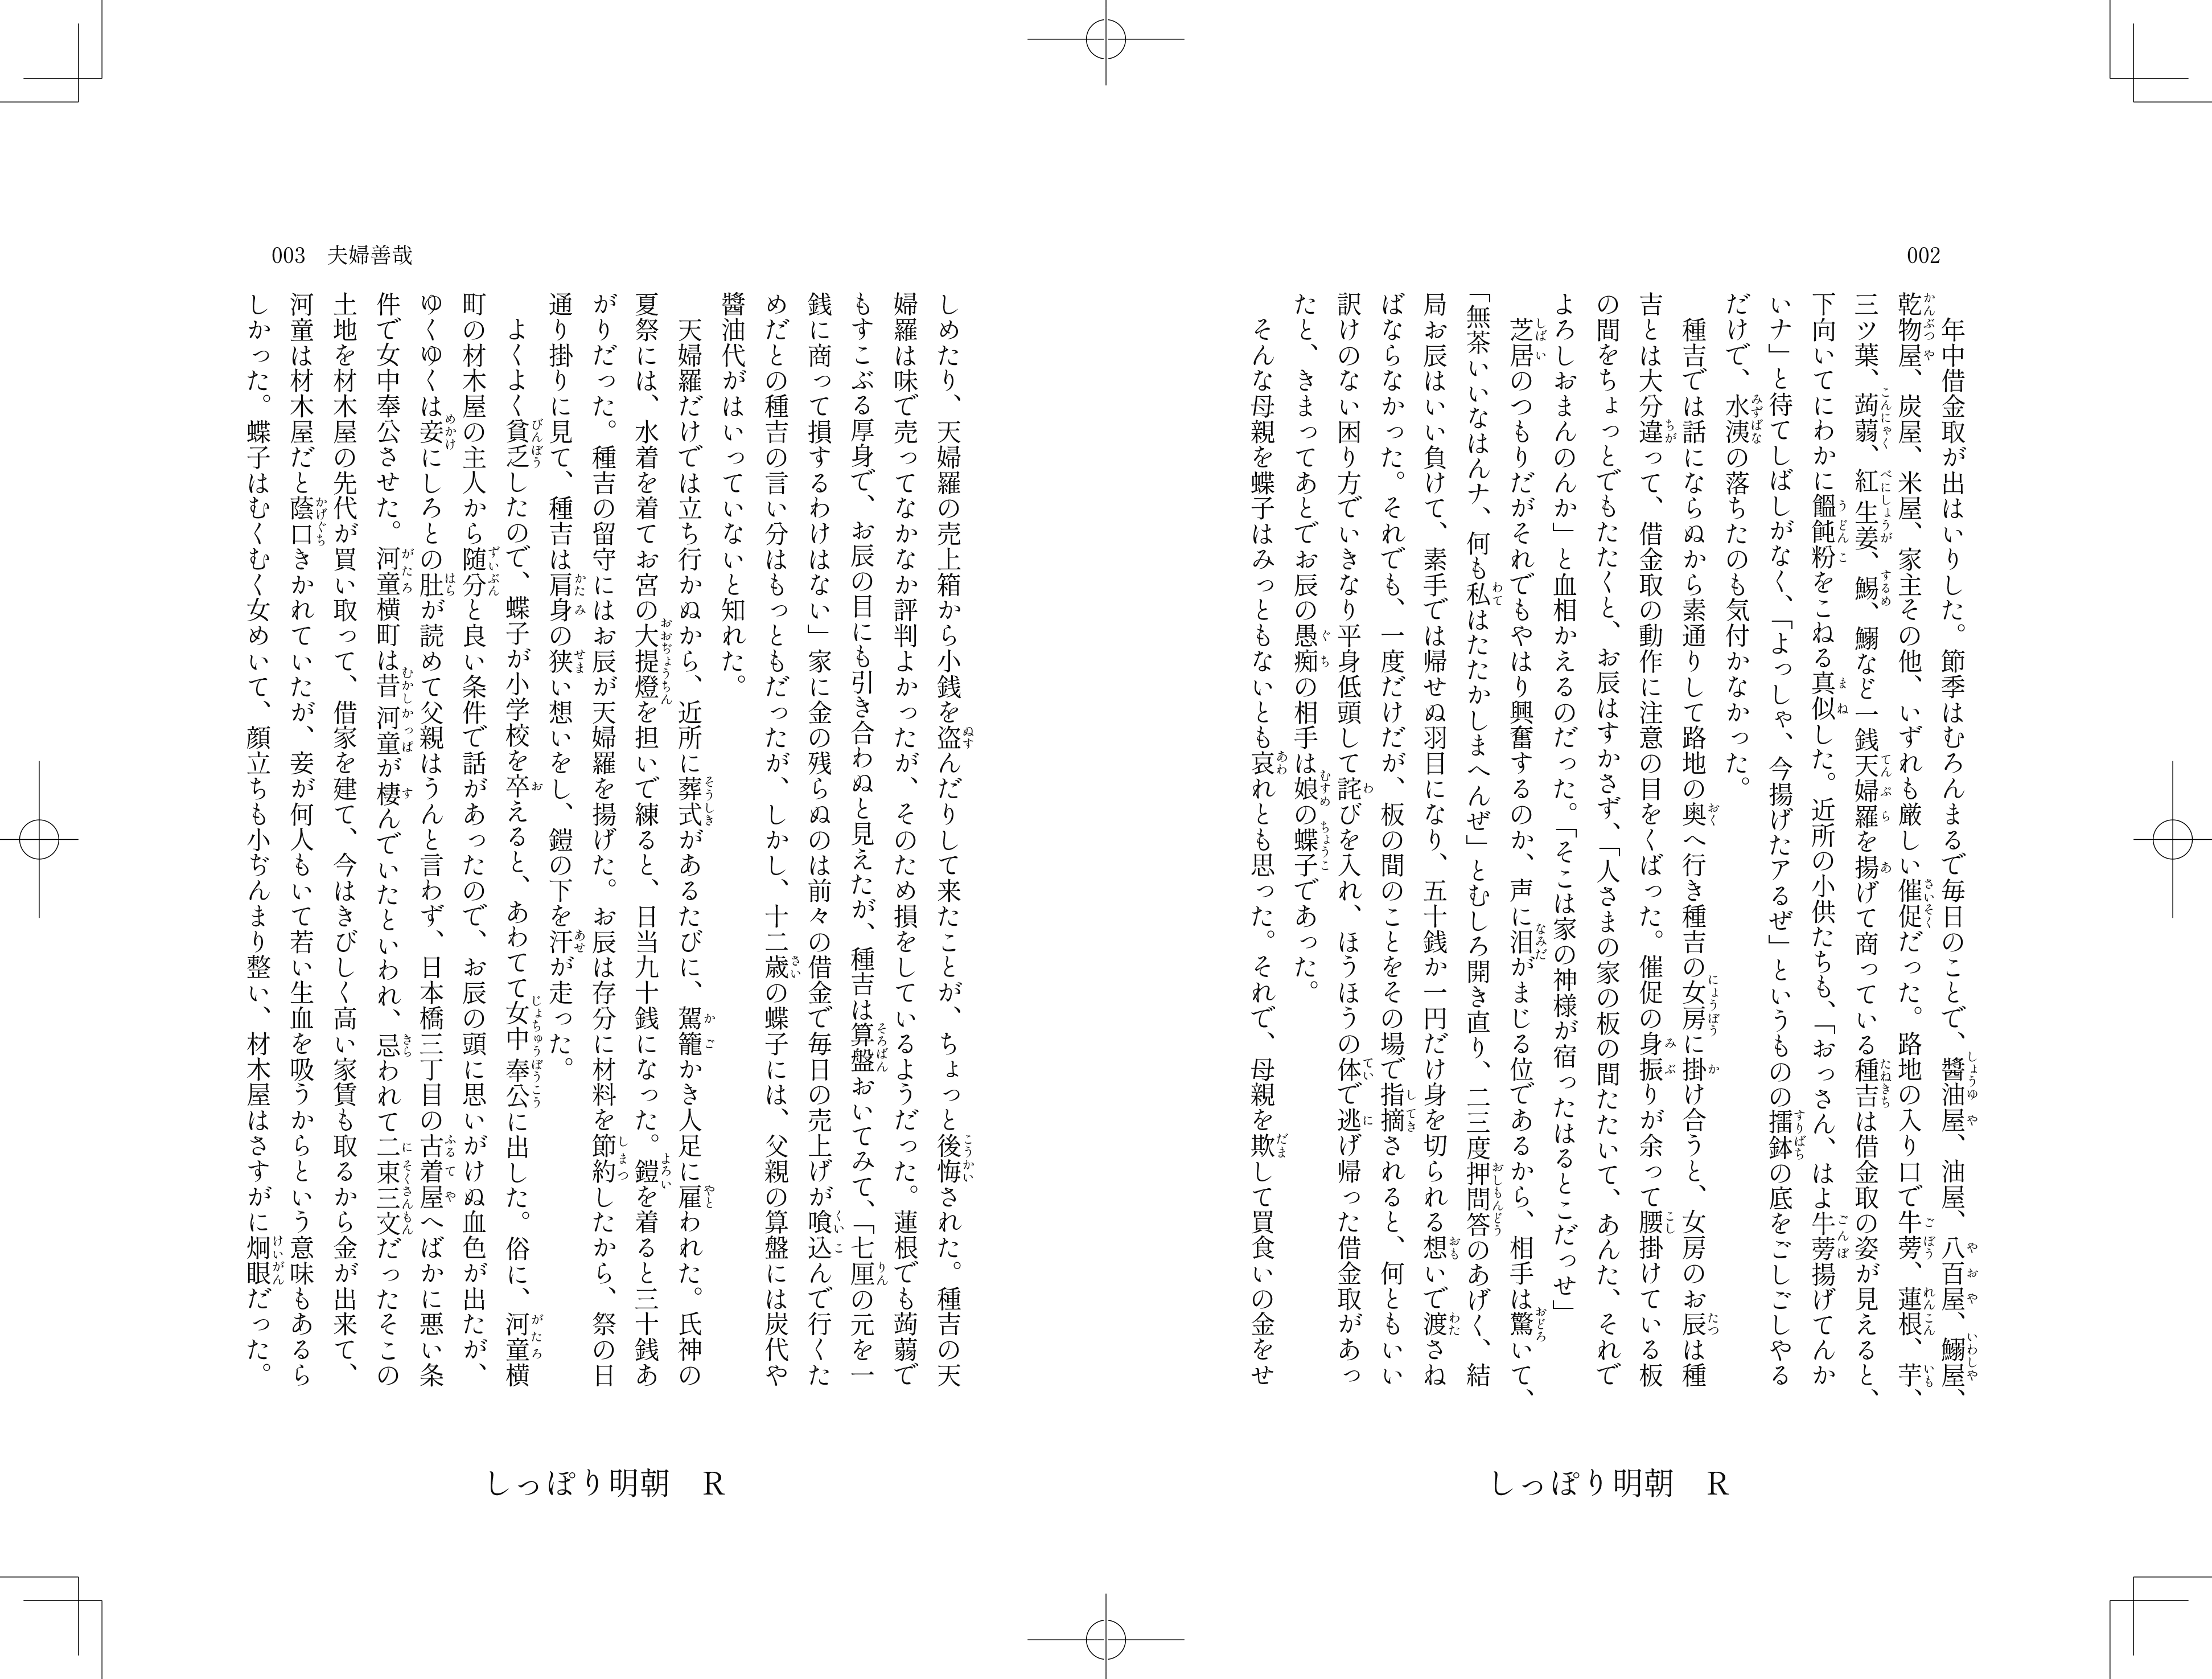 002
年中借金取が出はいりした。節季はむろんまるで毎日のことで、醬油屋、油屋、八百屋、鰯屋、
乾物屋、炭屋、米屋、家主その他、いずれも厳しい催促だった。路地の入り口で牛蒡、蓮根、芋、
三ツ葉、蒟蒻、紅生姜、鯣、鰯など一銭天婦羅を揚げて商っている種吉は借金取の姿が見えると、
下向いてにわかに饂飩粉をこねる真似した。近所の小供たちも、「おっさん、はよ牛蒡揚げてんか
いナ」と待てしばしがなく、「よっしゃ、今揚げたアるぜ」というものの擂鉢の底をごしごしやる
だけで、水洟の落ちたのも気付かなかった。
種吉では話にならぬから素通りして路地の奥へ行き種吉の女房に掛け合うと、女房のお辰は種
吉とは大分違って、借金取の動作に注意の目をくばった。催促の身振りが余って腰掛けている板
の間をちょっとでもたたくと、お辰はすかさず、「人さまの家の板の間たたいて、あんた、それで
よろしおまんのんか」と血相かえるのだった。「そこは家の神様が宿ったはるとこだっせ」
芝居のつもりだがそれでもやはり興奮するのか、声に泪がまじる位であるから、相手は驚いて、
「無茶いいなはんナ、何も私はたたかしまへんぜ」とむしろ開き直り、二三度押問答のあげく、結
局お辰はいい負けて、素手では帰せぬ羽目になり、五十銭か一円だけ身を切られる想いで渡さね
ばならなかった。それでも、一度だけだが、板の間のことをその場で指摘されると、何ともいい
訳けのない困り方でいきなり平身低頭して詫びを入れ、ほうほうの体で逃げ帰った借金取があっ
たと、きまってあとでお辰の愚痴の相手は娘の蝶子であった。
そんな母親を蝶子はみっともないとも哀れとも思った。それで、母親を欺して買食いの金をせ
しっぽり明朝　R
003　夫婦善哉
しめたり、天婦羅の売上箱から小銭を盗んだりして来たことが、ちょっと後悔された。種吉の天
婦羅は味で売ってなかなか評判よかったが、そのため損をしているようだった。蓮根でも蒟蒻で
もすこぶる厚身で、お辰の目にも引き合わぬと見えたが、種吉は算盤おいてみて、「七厘の元を一
銭に商って損するわけはない」家に金の残らぬのは前々の借金で毎日の売上げが喰込んで行くた
めだとの種吉の言い分はもっともだったが、しかし、十二歳の蝶子には、父親の算盤には炭代や
醬油代がはいっていないと知れた。
天婦羅だけでは立ち行かぬから、近所に葬式があるたびに、駕籠かき人足に雇われた。氏神の
夏祭には、水着を着てお宮の大提燈を担いで練ると、日当九十銭になった。鎧を着ると三十銭あ
がりだった。種吉の留守にはお辰が天婦羅を揚げた。お辰は存分に材料を節約したから、祭の日
通り掛りに見て、種吉は肩身の狭い想いをし、鎧の下を汗が走った。
よくよく貧乏したので、蝶子が小学校を卒えると、あわてて女中奉公に出した。俗に、河童横
町の材木屋の主人から随分と良い条件で話があったので、お辰の頭に思いがけぬ血色が出たが、
ゆくゆくは妾にしろとの肚が読めて父親はうんと言わず、日本橋三丁目の古着屋へばかに悪い条
件で女中奉公させた。河童横町は昔河童が棲んでいたといわれ、忌われて二束三文だったそこの
土地を材木屋の先代が買い取って、借家を建て、今はきびしく高い家賃も取るから金が出来て、
河童は材木屋だと蔭口きかれていたが、妾が何人もいて若い生血を吸うからという意味もあるら
しかった。蝶子はむくむく女めいて、顔立ちも小ぢんまり整い、材木屋はさすがに炯眼だった。
しっぽり明朝　R